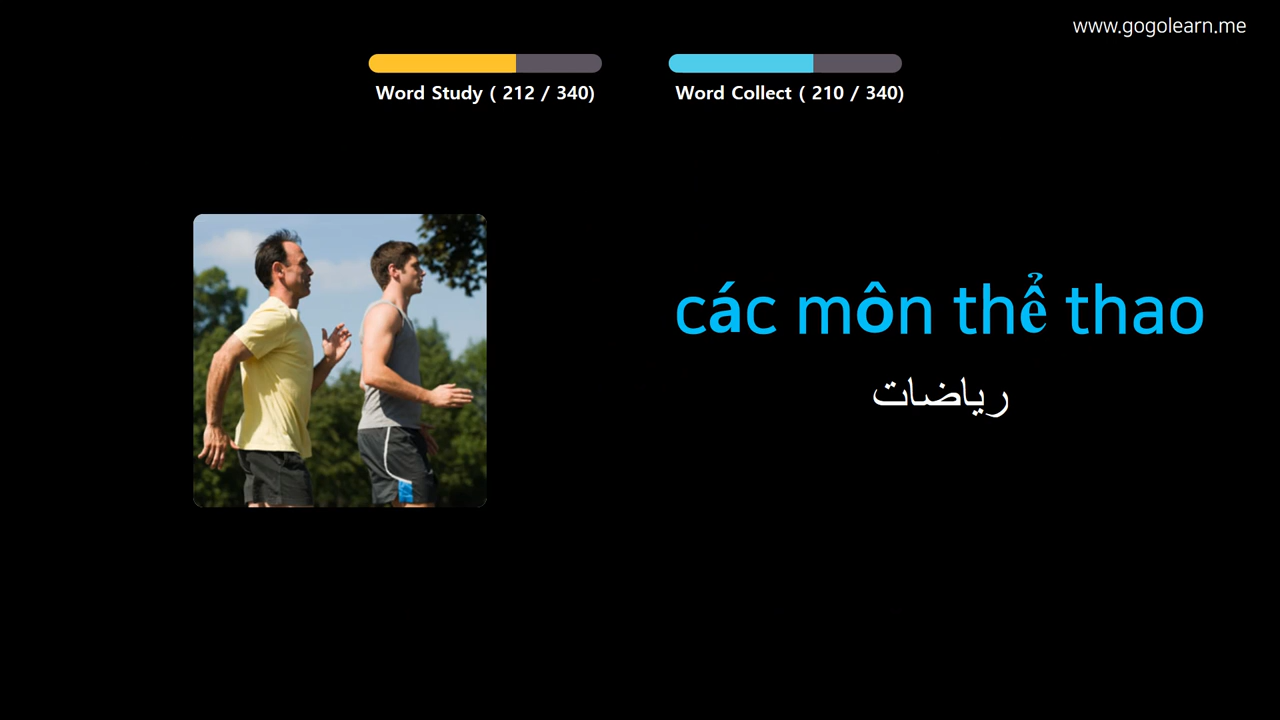 www.gogolearn.me
Word Study ( 212 / 340)
Word Collect ( 210 / 340)
các môn thể thao
رياضات